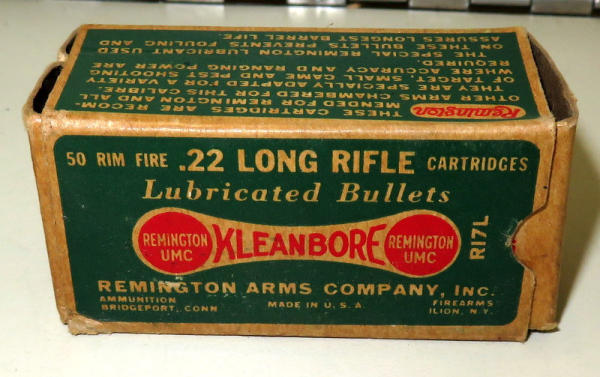 Remington
THESE CARTRIDGES ARE RECOM-
MENDED FOR REMINGTON AND ALL
OTHER ARMS CHAMBERED FOR THIS CALIBRE.
THEY ARE SPECIALLY ADAPTED FOR A VARIETY
OF TARGET, SMALL GAME AND PEST SHOOTING
WHERE ACCURACY AND RANGING POWER ARE
REQUIRED.
THE SPECIAL REMINGTON LUBRICANT USED
ON THESE BULLETS PREVENTS FOULING AND
ASSURES LONGEST BARREL LIFE.
50 RIM FIRE .22 LONG RIFLE CARTRIDGES
Lubricated Bullets
REMINGTON UMC
KLEANBORE
REMINGTON UMC
R17L
REMINGTON ARMS COMPANY, INC.
AMMUNITION
BRIDGEPORT, CONN
MADE IN U.S.A.
FIREARMS
ILION, N.Y.